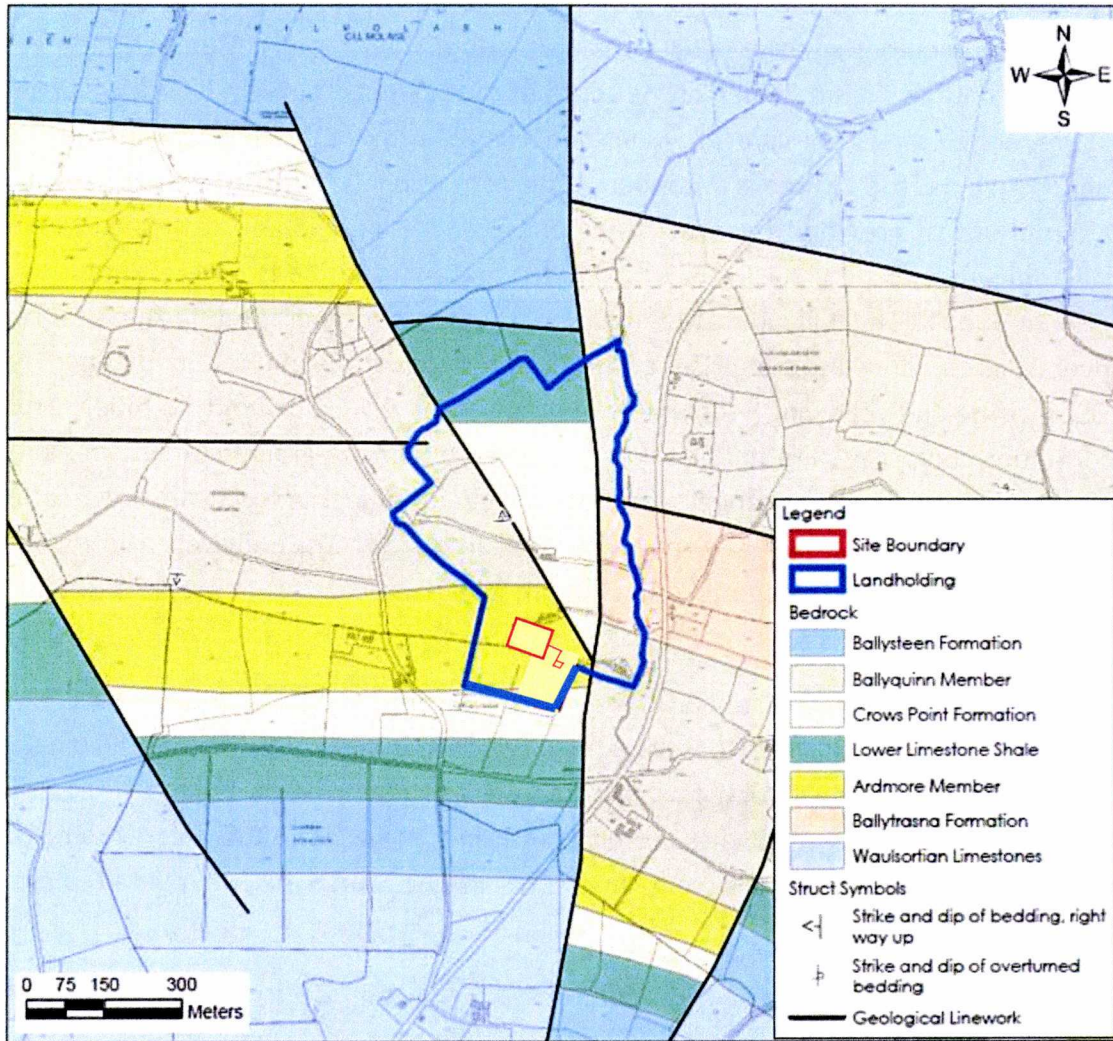 N
W E
S
Legend
Site Boundary
Landholding
Bedrock
Ballysteen Formation
Ballyquinn Member
Crows Point Formation
Lower Limestone Shale
Ardmore Member
Ballytrasna Formation
Waulsortian Limestones
Struct Symbols
Strike and dip of bedding, right
way up
Strike and dip of overturned
bedding
Geological Linework
0 75 150 300
Meters